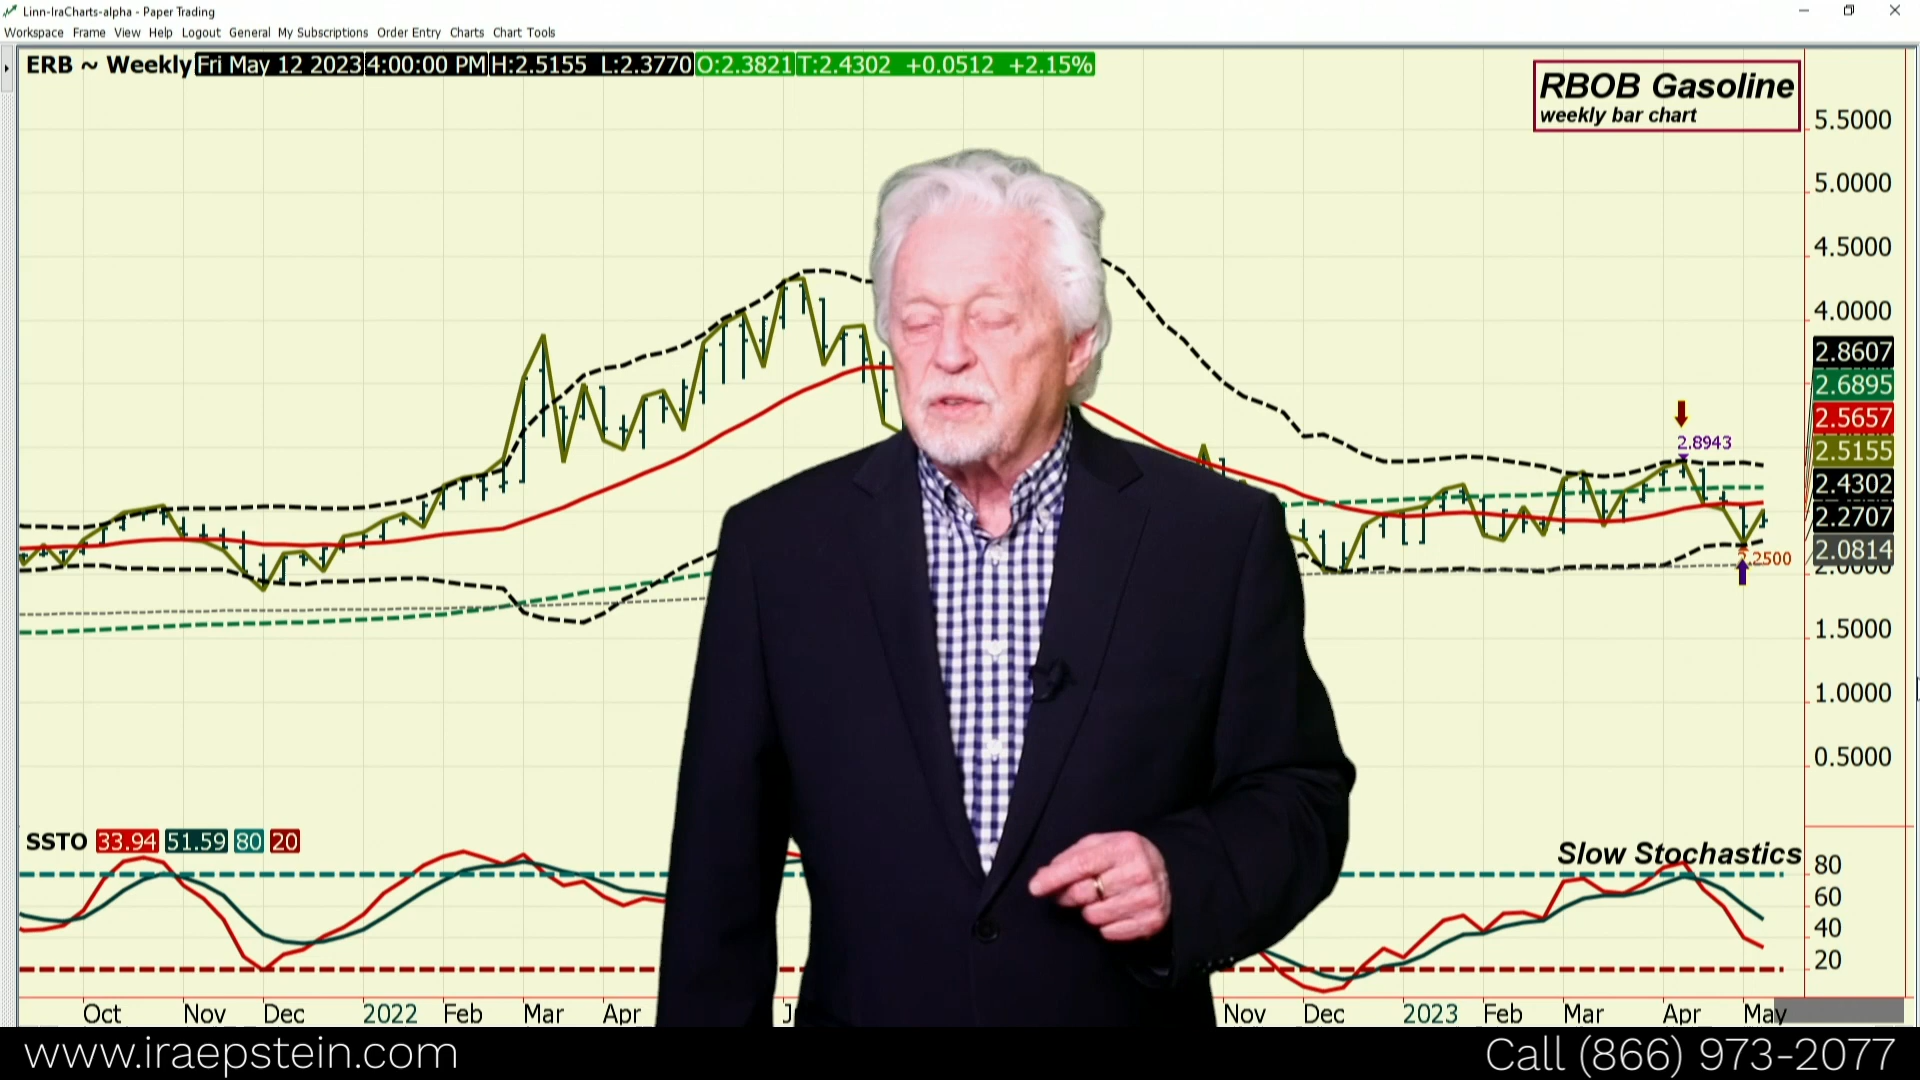 Linn-IraCharts-alpha - Paper Trading
Workspace Frame View Help Logout General My Subscriptions Order Entry Charts Chart Tools
ERB ~ Weekly Fri May 12 2023 4:00:00 PM H:2.5155 L:2.3770 O:2.3821 T:2.4302 +0.0512 +2.15%
RBOB Gasoline
weekly bar chart
5.5000
5.0000
4.5000
4.0000
2.8607
2.6895
2.5657
2.8943
2.5155
2.4302
2.2707
2.0814
2.2500
2.0000
1.5000
1.0000
0.5000
SSTO 33.94 51.59 80 20
Slow Stochastics
80
60
40
20
Oct Nov Dec 2022 Feb Mar Apr J Nov Dec 2023 Feb Mar Apr May
www.iraepstein.com
Call (866) 973-2077